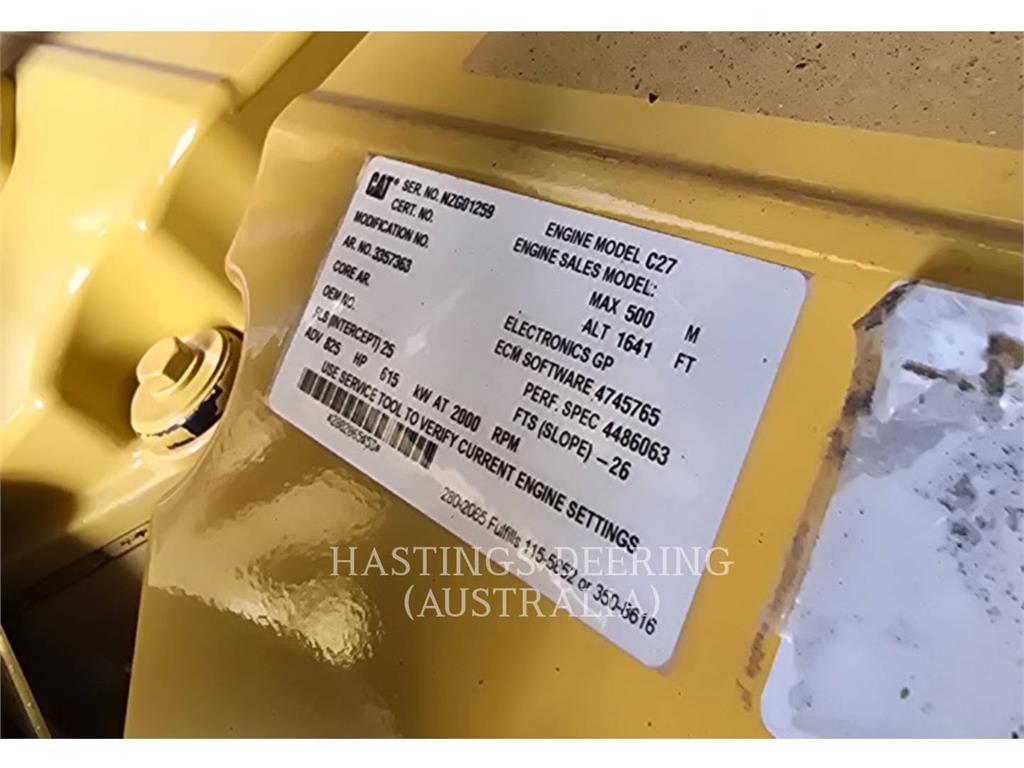 CAT® SER. NO. NZG01259
CERT. NO.
MODIFICATION NO.
AR. NO. 3357363
CORE AR.
OEM NO.
FLS (INTERCEPT) 25
ADV 825 HP 615 kW AT 2000 RPM
USE SERVICE TOOL TO VERIFY CURRENT ENGINE SETTINGS
ENGINE MODEL C27
ENGINE SALES MODEL:
MAX 500 M
ALT 1641 FT
ELECTRONICS GP
ECM SOFTWARE 4745765
PERF. SPEC 4486063
FTS (SLOPE) -26
280-2065 Fulfills 115-5852 or 350-8616
HASTINGS DEERING
(AUSTRALIA)